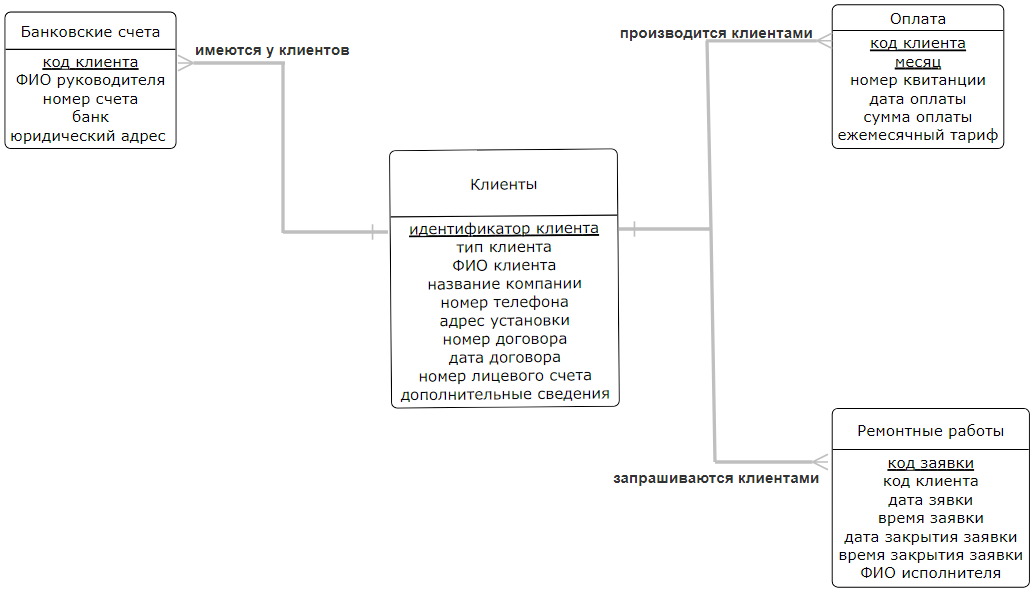 Банковские счета
код клиента
ФИО руководителя
номер счета
банк
юридический адрес
имеются у клиентов
производится клиентами
Оплата
код клиента
месяц
номер квитанции
дата оплаты
сумма оплаты
ежемесячный тариф
Клиенты
идентификатор клиента
тип клиента
ФИО клиента
название компании
номер телефона
адрес установки
номер договора
дата договора
номер лицевого счета
дополнительные сведения
запрашиваются клиентами
Ремонтные работы
код заявки
код клиента
дата зявки
время заявки
дата закрытия заявки
время закрытия заявки
ФИО исполнителя